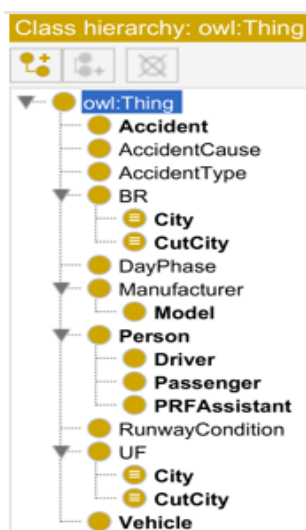 Class hierarchy: owl:Thing
owl:Thing
Accident
AccidentCause
AccidentType
BR
City
CutCity
DayPhase
Manufacturer
Model
Person
Driver
Passenger
PRFAssistant
RunwayCondition
UF
City
CutCity
Vehicle